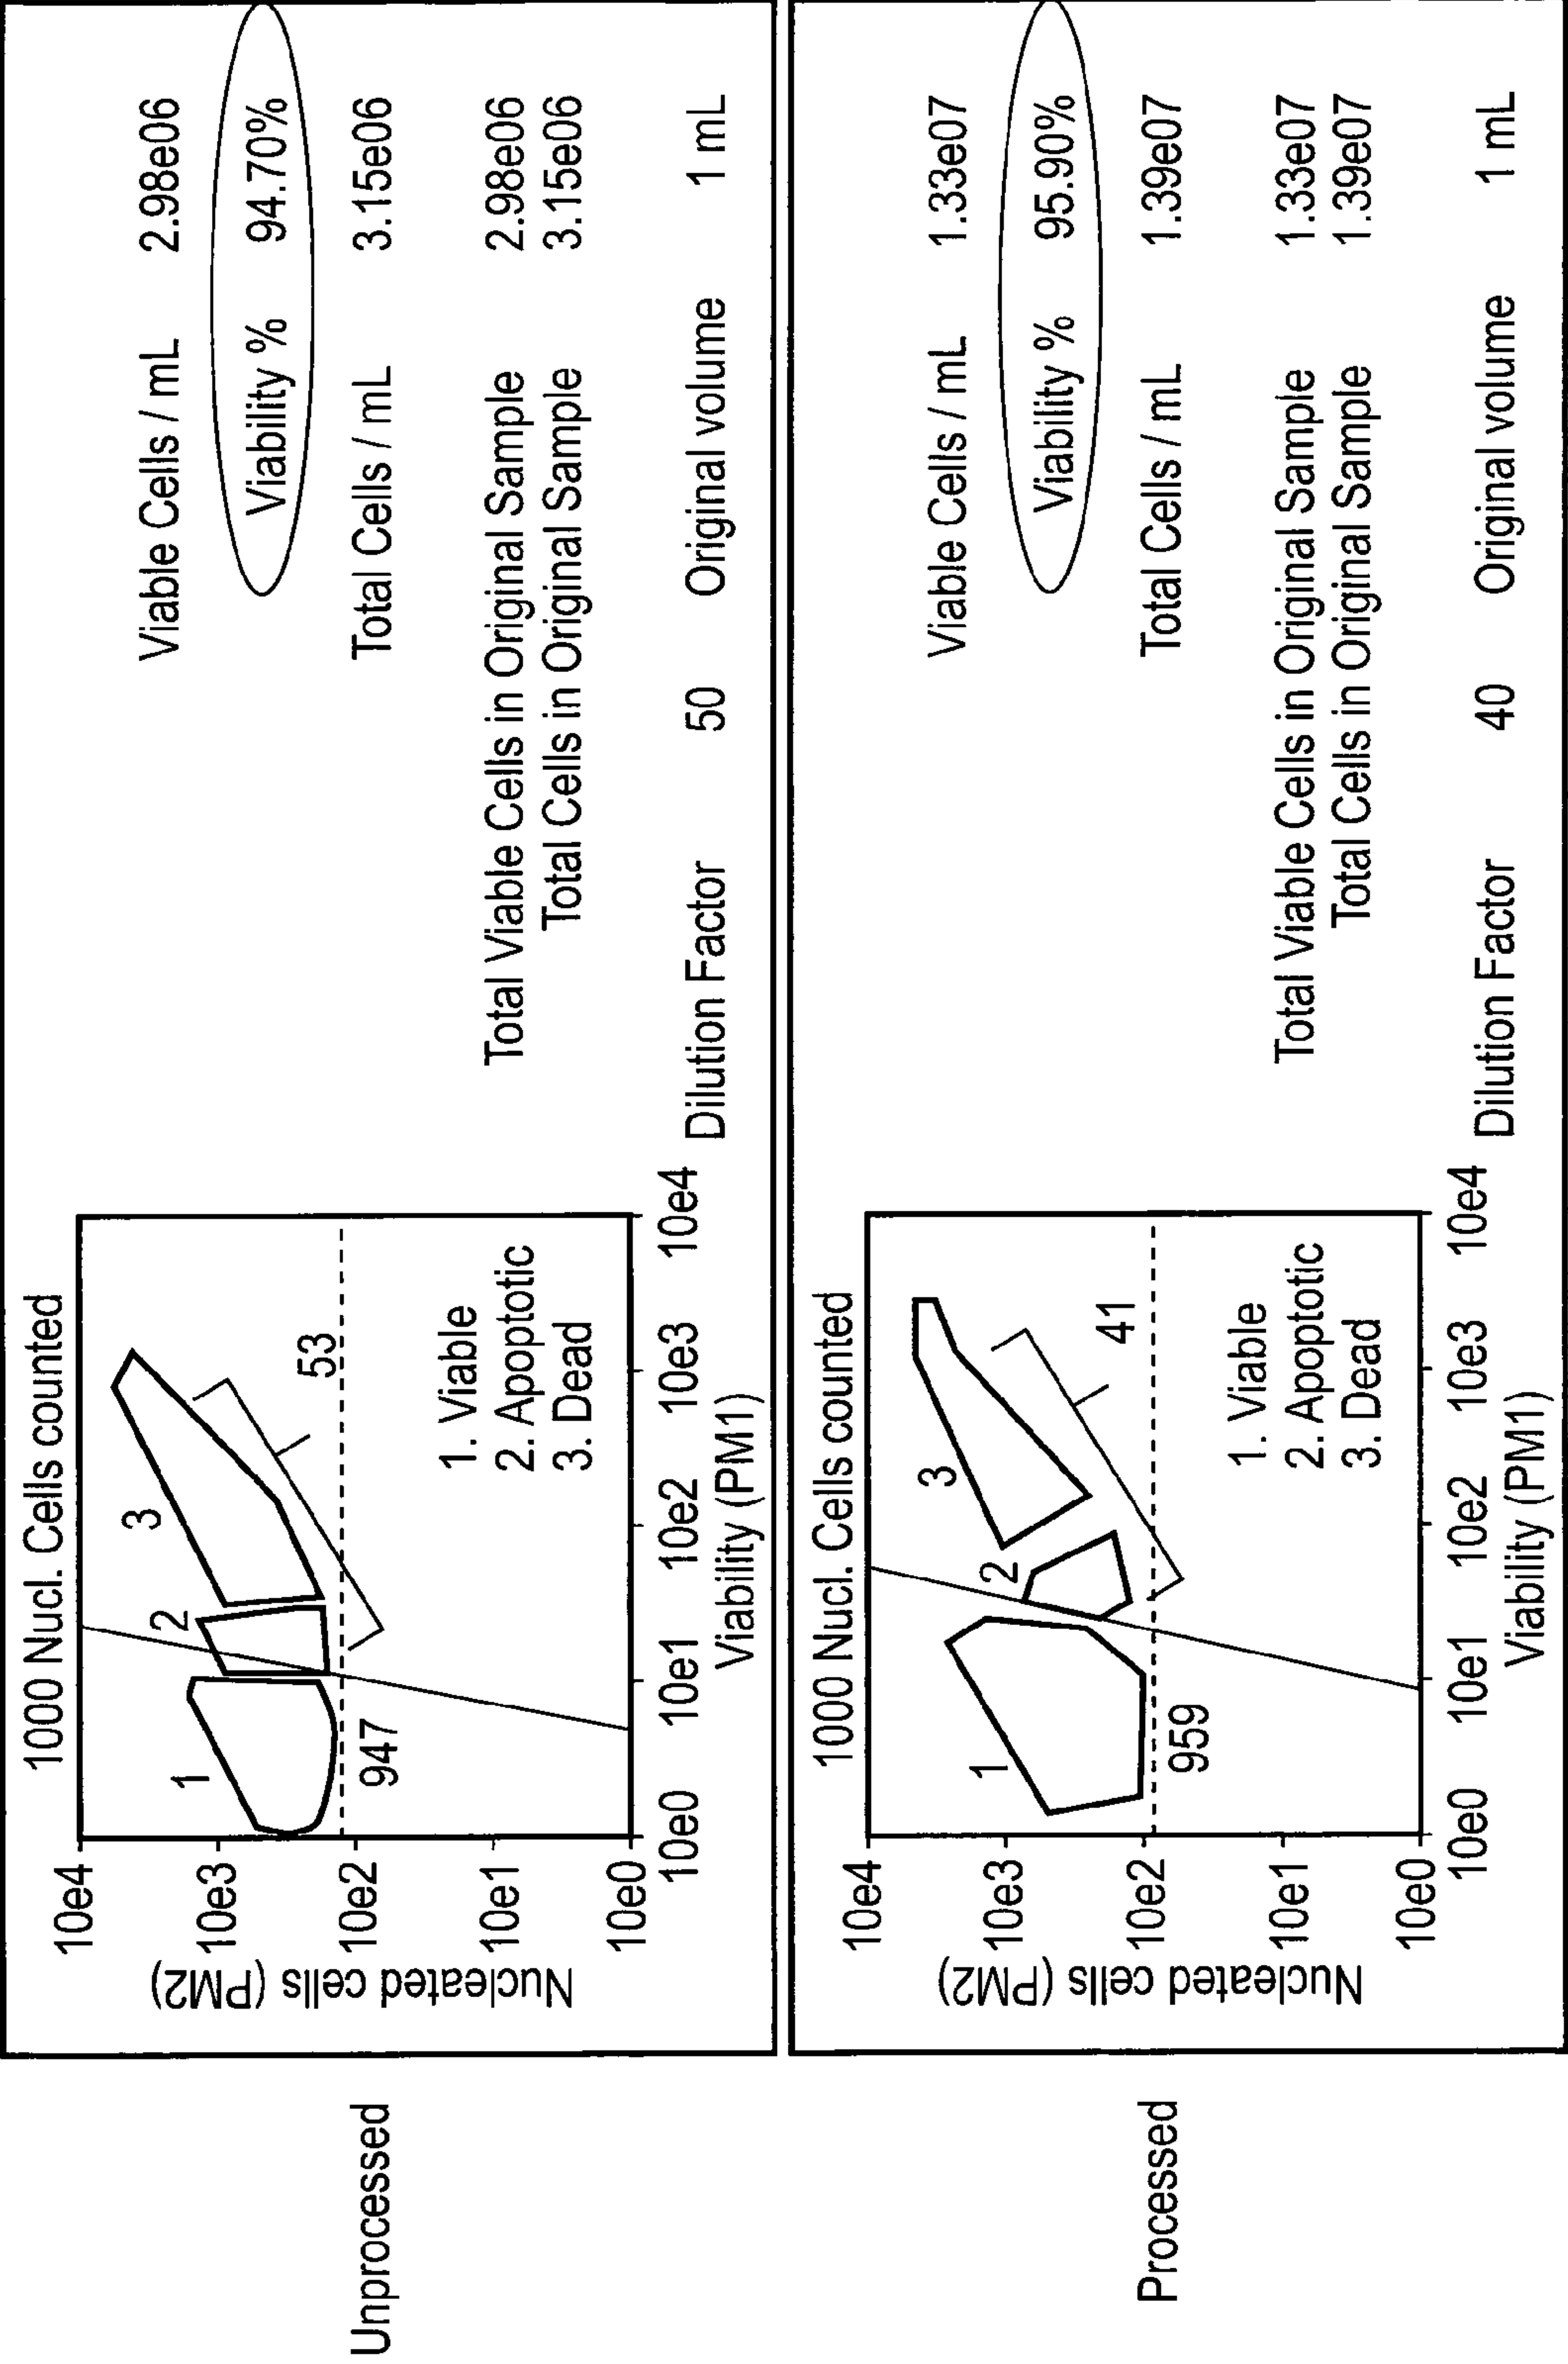 Unprocessed
1000 Nucl. Cells counted
Nucleated cells (PM2)
10e4
10e3
10e2
10e1
10e0
1
2
3
947
53
1. Viable
2. Apoptotic
3. Dead
10e0 10e1 10e2 10e3 10e4
Viability (PM1)
Viable Cells / mL 2.98e06
Viability % 94.70%
Total Cells / mL 3.15e06
Total Viable Cells in Original Sample 2.98e06
Total Cells in Original Sample 3.15e06
Dilution Factor 50 Original volume 1 mL
Processed
1000 Nucl. Cells counted
Nucleated cells (PM2)
10e4
10e3
10e2
10e1
10e0
1
2
3
959
41
1. Viable
2. Apoptotic
3. Dead
10e0 10e1 10e2 10e3 10e4
Viability (PM1)
Viable Cells / mL 1.33e07
Viability % 95.90%
Total Cells / mL 1.39e07
Total Viable Cells in Original Sample 1.33e07
Total Cells in Original Sample 1.39e07
Dilution Factor 40 Original volume 1 mL